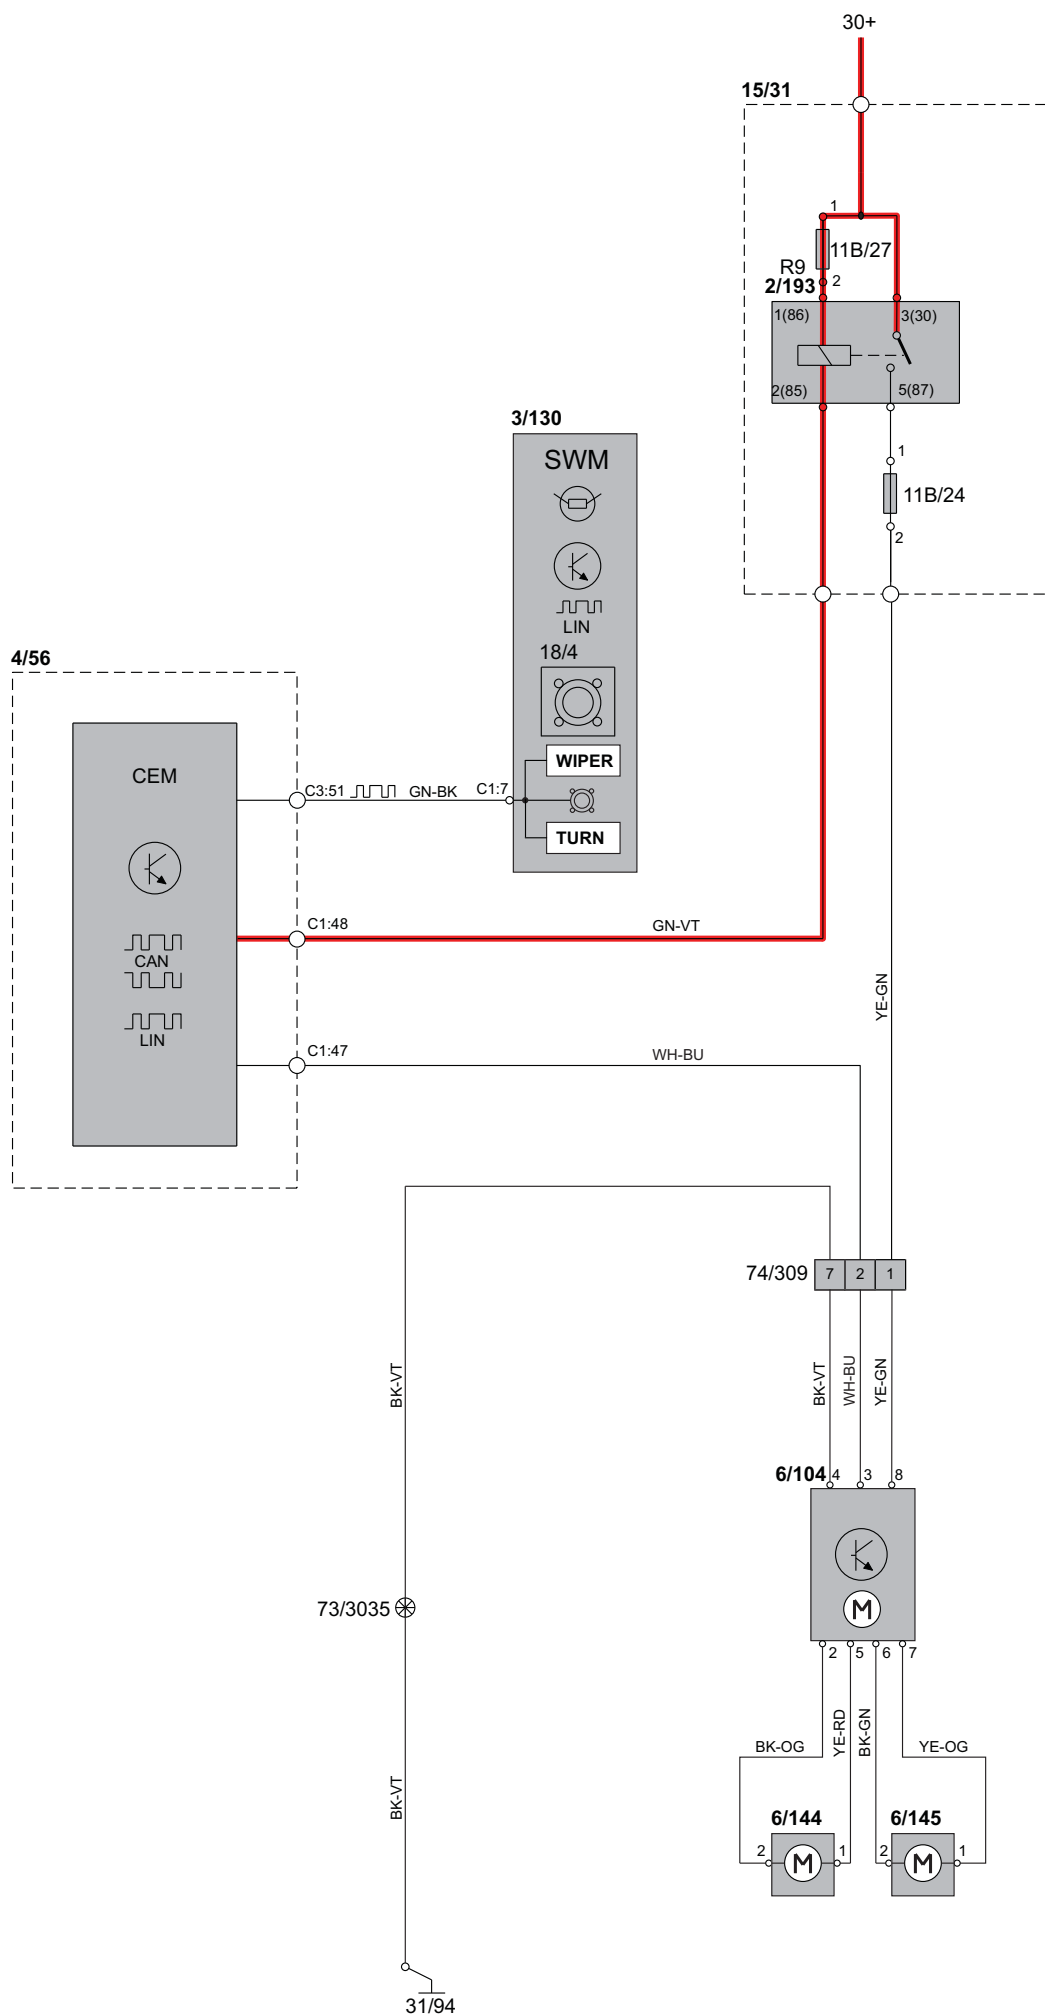 30+
15/31
1
11B/27
R9
2
2/193
1(86)
3(30)
2(85)
5(87)
1
11B/24
2
3/130
SWM
LIN
18/4
WIPER
TURN
4/56
CEM
C3:51
GN-BK
C1:7
CAN
LIN
C1:48
GN-VT
C1:47
WH-BU
YE-GN
74/309
7
2
1
BK-VT
BK-VT
WH-BU
YE-GN
6/104
4
3
8
M
73/3035
2
5
6
7
BK-OG
YE-RD
BK-GN
YE-OG
BK-VT
6/144
6/145
2
M
1
2
M
1
31/94